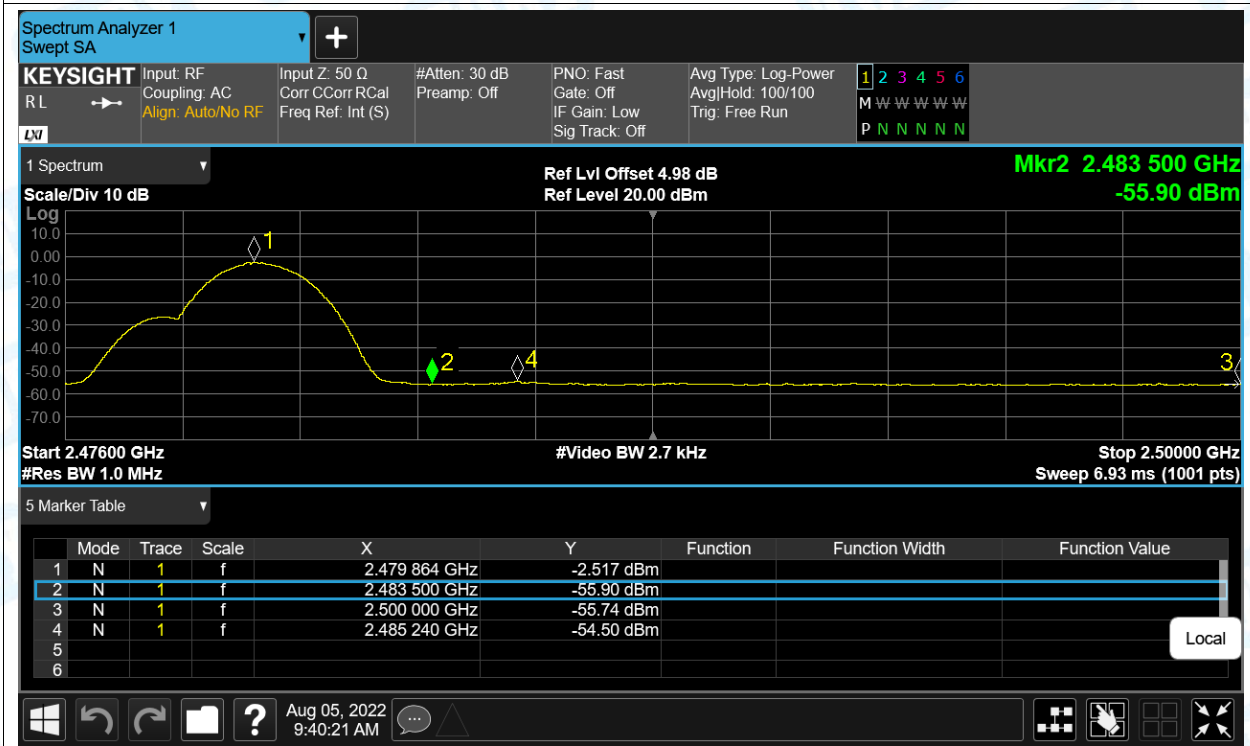 Spectrum Analyzer 1
Swept SA
KEYSIGHT
RL
LXI
Input: RF
Coupling: AC
Align: Auto/No RF
Input Z: 50 Ω
Corr CCorr RCal
Freq Ref: Int (S)
#Atten: 30 dB
Preamp: Off
PNO: Fast
Gate: Off
IF Gain: Low
Sig Track: Off
Avg Type: Log-Power
Avg|Hold: 100/100
Trig: Free Run
1 2 3 4 5 6
M W W W W W
P N N N N N
1 Spectrum
Scale/Div 10 dB
Ref Lvl Offset 4.98 dB
Ref Level 20.00 dBm
Mkr2 2.483 500 GHz
-55.90 dBm
Log
10.0
0.00
-10.0
-20.0
-30.0
-40.0
-50.0
-60.0
-70.0
1
2
4
3
Start 2.47600 GHz
#Video BW 2.7 kHz
Stop 2.50000 GHz
#Res BW 1.0 MHz
Sweep 6.93 ms (1001 pts)
5 Marker Table
Mode Trace Scale X Y Function Function Width Function Value
1 N 1 f 2.479 864 GHz -2.517 dBm
2 N 1 f 2.483 500 GHz -55.90 dBm
3 N 1 f 2.500 000 GHz -55.74 dBm
4 N 1 f 2.485 240 GHz -54.50 dBm
5
6
Local
?
Aug 05, 2022
9:40:21 AM